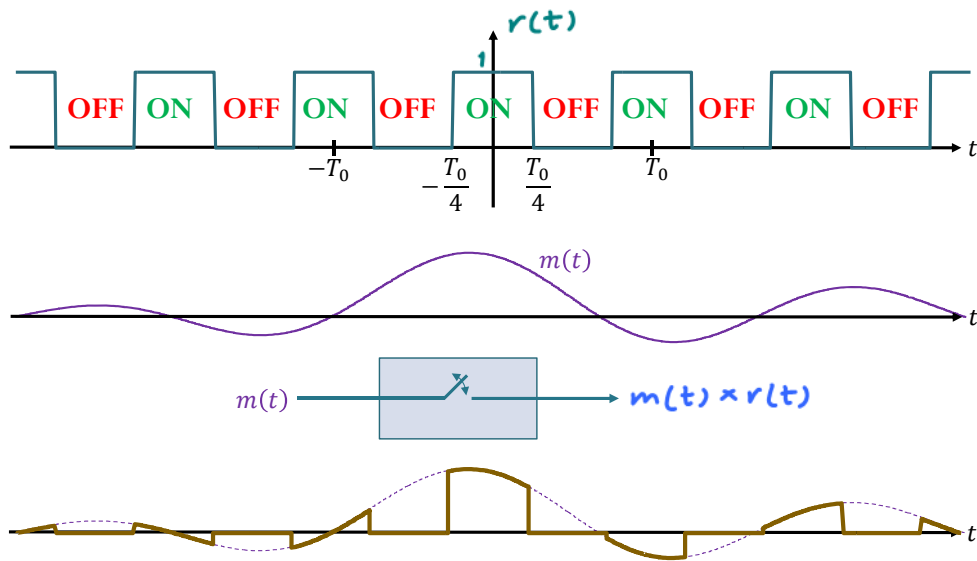 r(t)
1
OFF ON OFF ON OFF ON OFF ON OFF ON OFF
t
−T₀ −T₀/4 T₀/4 T₀
m(t)
t
m(t) m(t) × r(t)
t